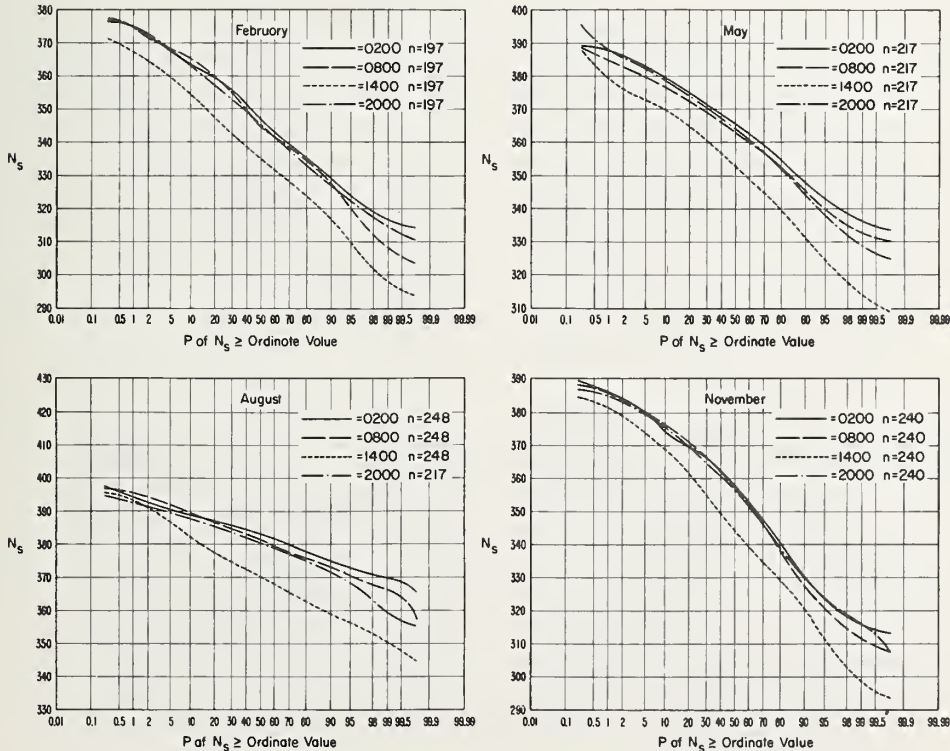 February
=0200 n=197
=0800 n=197
=1400 n=197
=2000 n=197
380
370
360
350
340
330
320
310
300
290
Ns
0.01 0.1 0.5 1 2 5 10 20 30 40 50 60 70 80 90 95 98 99 99.5 99.9 99.99
P of Ns ≥ Ordinate Value
May
=0200 n=217
=0800 n=217
=1400 n=217
=2000 n=217
400
390
380
370
360
350
340
330
320
310
Ns
0.01 0.1 0.5 1 2 5 10 20 30 40 50 60 70 80 90 95 98 99 99.5 99.9 99.99
P of Ns ≥ Ordinate Value
August
=0200 n=248
=0800 n=248
=1400 n=248
=2000 n=217
430
420
410
400
390
380
370
360
350
340
330
Ns
0.01 0.1 0.5 1 2 5 10 20 30 40 50 60 70 80 90 95 98 99 99.5 99.9 99.99
P of Ns ≥ Ordinate Value
November
=0200 n=240
=0800 n=240
=1400 n=240
=2000 n=240
390
380
370
360
350
340
330
320
310
300
290
Ns
0.01 0.1 0.5 1 2 5 10 20 30 40 50 60 70 80 90 95 98 99 99.5 99.9 99.99
P of Ns ≥ Ordinate Value